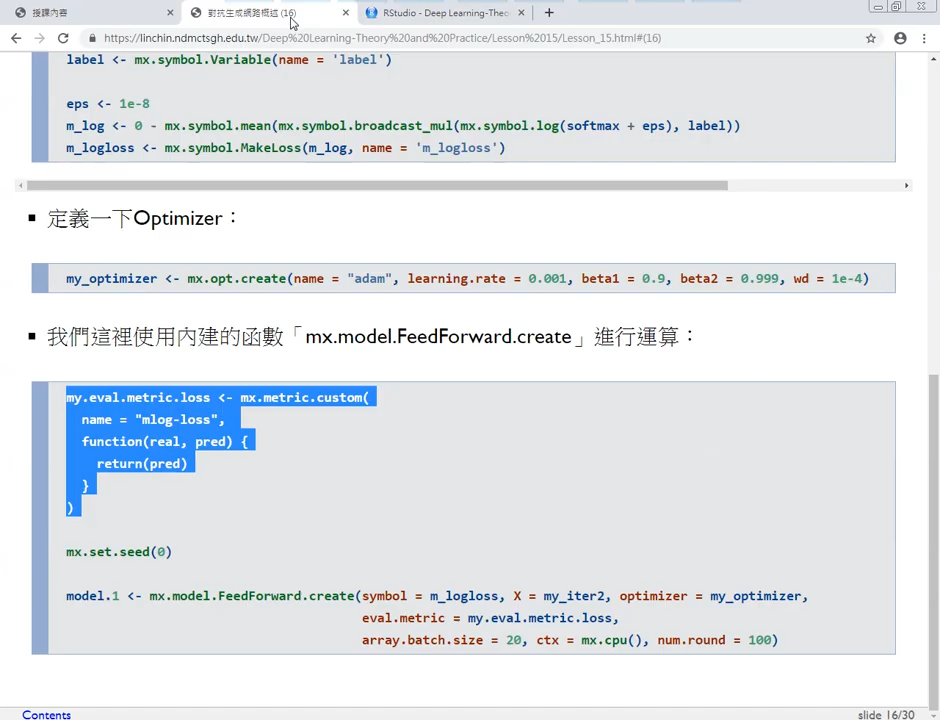 授課內容
對抗生成網路概述 (16)
RStudio - Deep Learning-Theo
https://linchin.ndmctsgh.edu.tw/Deep%20Learning-Theory%20and%20Practice/Lesson%2015/Lesson_15.html#(16)
label <- mx.symbol.Variable(name = 'label')
eps <- 1e-8
m_log <- 0 - mx.symbol.mean(mx.symbol.broadcast_mul(mx.symbol.log(softmax + eps), label))
m_logloss <- mx.symbol.MakeLoss(m_log, name = 'm_logloss')
▪ 定義一下Optimizer：
my_optimizer <- mx.opt.create(name = "adam", learning.rate = 0.001, beta1 = 0.9, beta2 = 0.999, wd = 1e-4)
▪ 我們這裡使用內建的函數「mx.model.FeedForward.create」進行運算：
my.eval.metric.loss <- mx.metric.custom(
name = "mlog-loss",
function(real, pred) {
return(pred)
}
)
mx.set.seed(0)
model.1 <- mx.model.FeedForward.create(symbol = m_logloss, X = my_iter2, optimizer = my_optimizer,
eval.metric = my.eval.metric.loss,
array.batch.size = 20, ctx = mx.cpu(), num.round = 100)
Contents
slide 16/30